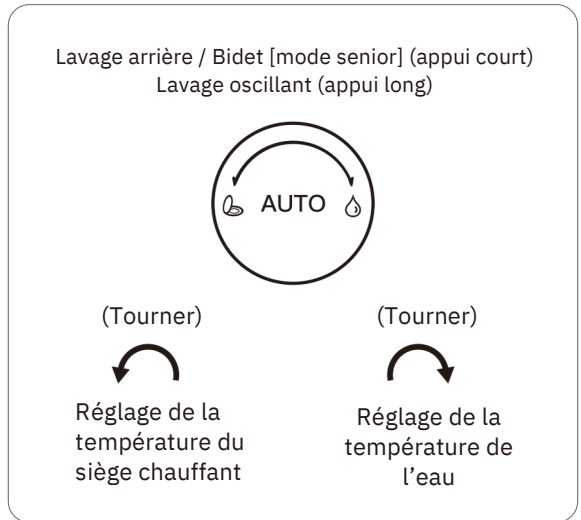 Lavage arrière / Bidet [mode senior] (appui court)
Lavage oscillant (appui long)
AUTO
(Tourner)
Réglage de la
température du
siège chauffant
(Tourner)
Réglage de la
température de
l’eau